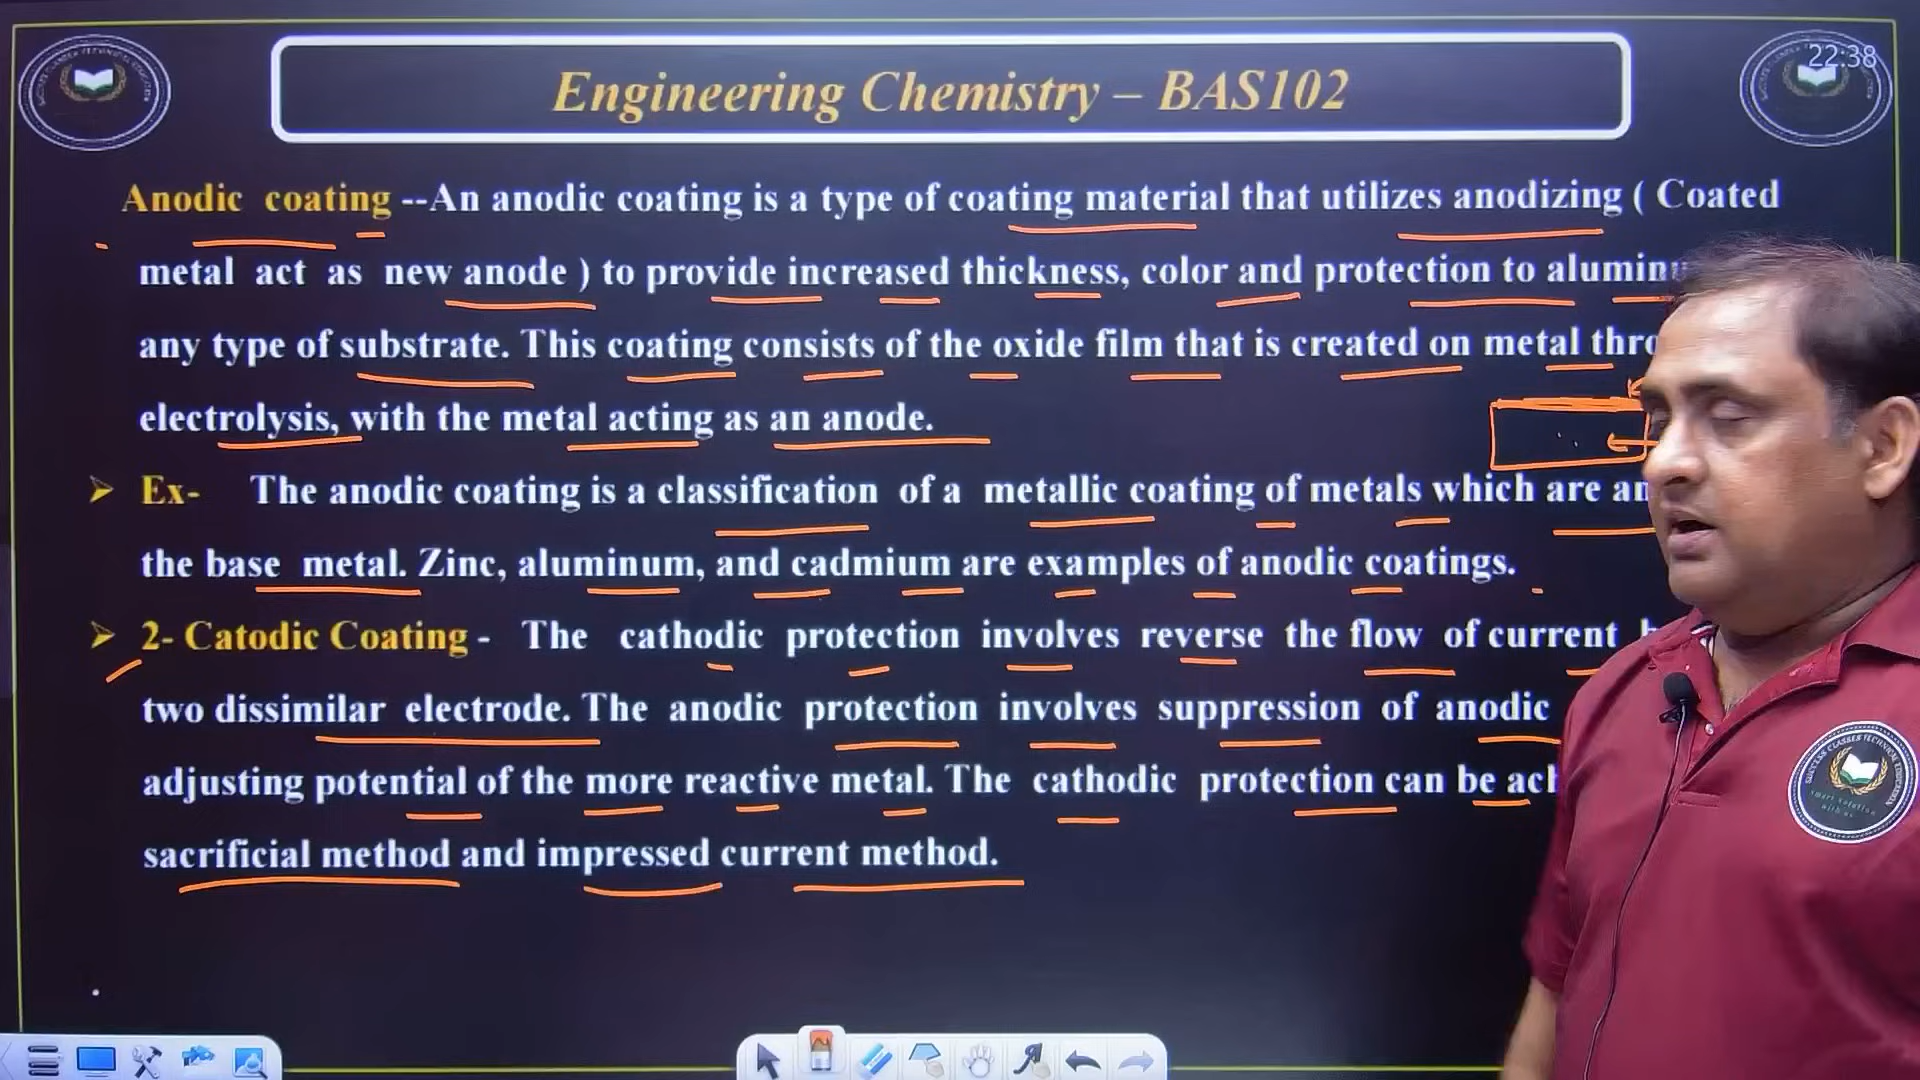 22:38
Engineering Chemistry – BAS102
Anodic coating --An anodic coating is a type of coating material that utilizes anodizing ( Coated
metal act as new anode ) to provide increased thickness, color and protection to
any type of substrate. This coating consists of the oxide film that is created on metal
electrolysis, with the metal acting as an anode.
Ex- The anodic coating is a classification of a metallic coating of metals which are
the base metal. Zinc, aluminum, and cadmium are examples of anodic coatings.
2- Catodic Coating - The cathodic protection involves reverse the flow of current
two dissimilar electrode. The anodic protection involves suppression of anodic
adjusting potential of the more reactive metal. The cathodic protection can be
sacrificial method and impressed current method.
SUCCESS CLASSES TECHNICAL EDUCATION